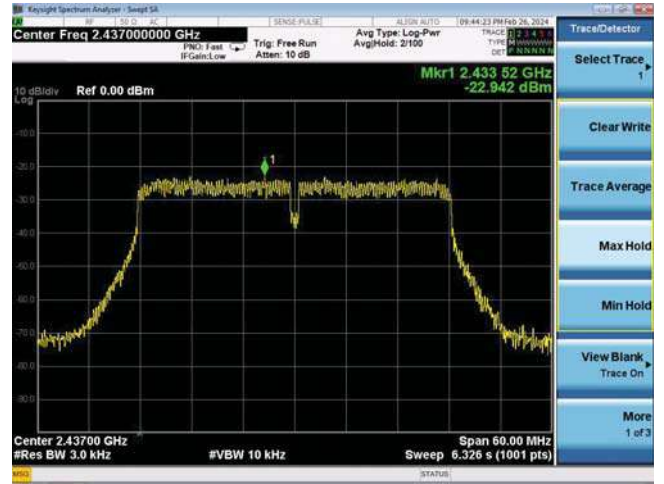 Keysight Spectrum Analyzer - Swept SA
RF 50 Ω AC SENSE:PULSE ALIGN AUTO 09:44:23 PM Feb 26, 2024
Center Freq 2.437000000 GHz
PNO: Fast
IFGain:Low
Trig: Free Run
Atten: 10 dB
Avg Type: Log-Pwr
Avg|Hold: 2/100
TRACE 1 2 3 4 5 6
TYPE
DET P N N N N N
Mkr1 2.433 52 GHz
-22.942 dBm
10 dB/div Ref 0.00 dBm
Log
-10.0
-20.0
-30.0
-40.0
-50.0
-60.0
-70.0
-80.0
-90.0
1
Center 2.43700 GHz
Span 60.00 MHz
#Res BW 3.0 kHz
#VBW 10 kHz
Sweep 6.326 s (1001 pts)
MSG
STATUS
Trace/Detector
Select Trace
1
Clear Write
Trace Average
Max Hold
Min Hold
View Blank
Trace On
More
1 of 3